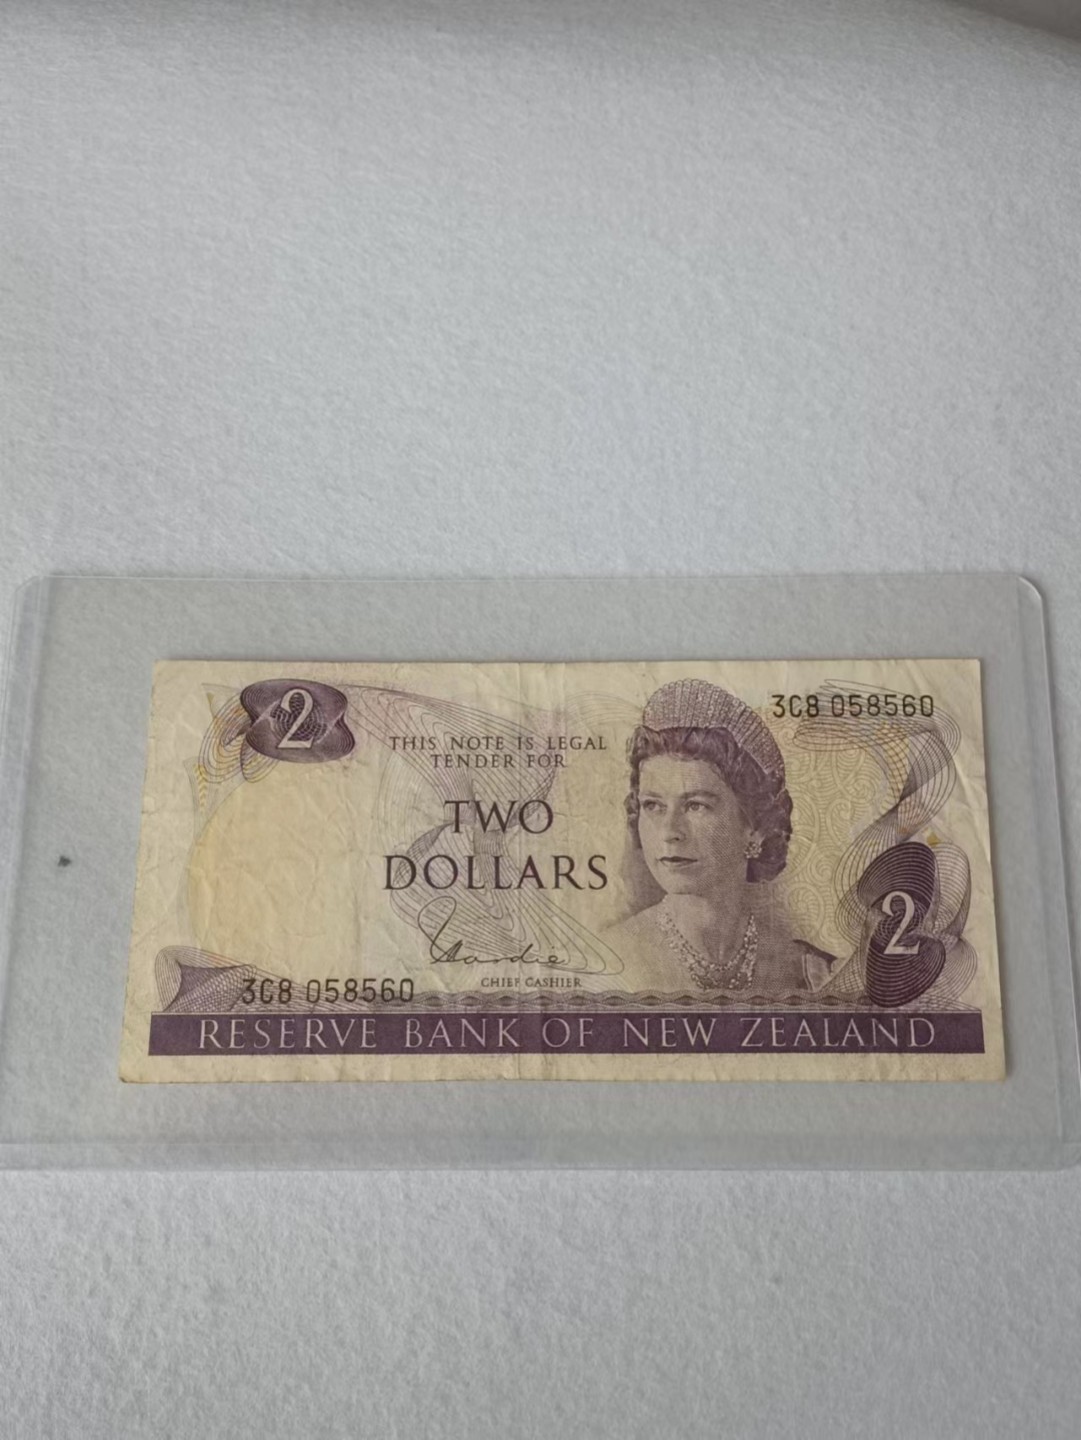 2
3C8 058560
THIS NOTE IS LEGAL
TENDER FOR
TWO
DOLLARS
Hardie
CHIEF CASHIER
2
3C8 058560
RESERVE BANK OF NEW ZEALAND